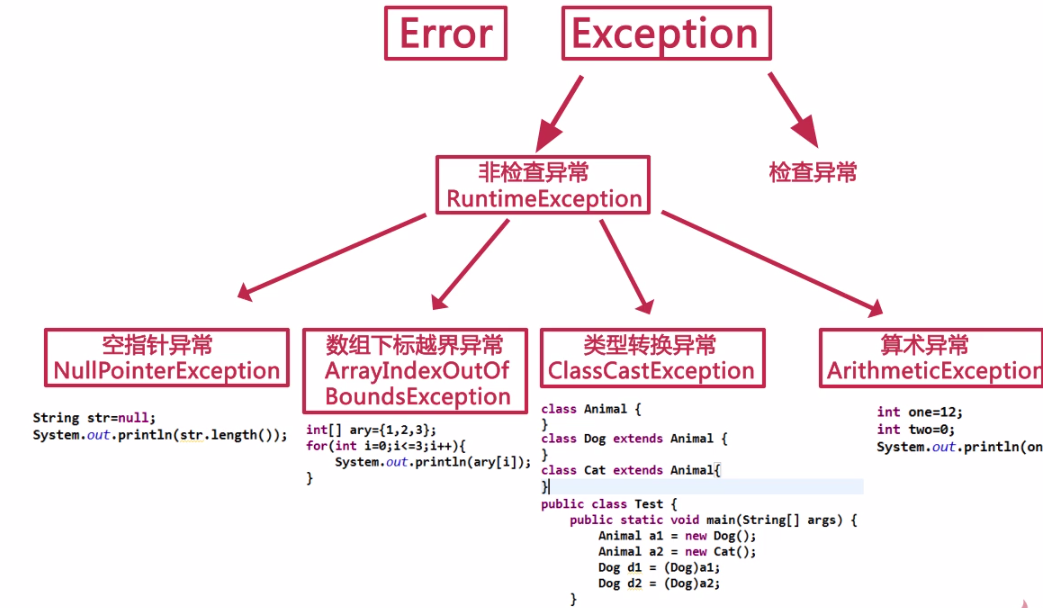 Error
Exception
非检查异常
RuntimeException
检查异常
空指针异常
NullPointerException
String str=null;
System.out.println(str.length());
数组下标越界异常
ArrayIndexOutOf
BoundsException
int[] ary={1,2,3};
for(int i=0;i<=3;i++){
System.out.println(ary[i]);
}
类型转换异常
ClassCastException
class Animal {
}
class Dog extends Animal {
}
class Cat extends Animal{
}
public class Test {
public static void main(String[] args) {
Animal a1 = new Dog();
Animal a2 = new Cat();
Dog d1 = (Dog)a1;
Dog d2 = (Dog)a2;
}
算术异常
ArithmeticException
int one=12;
int two=0;
System.out.println(on